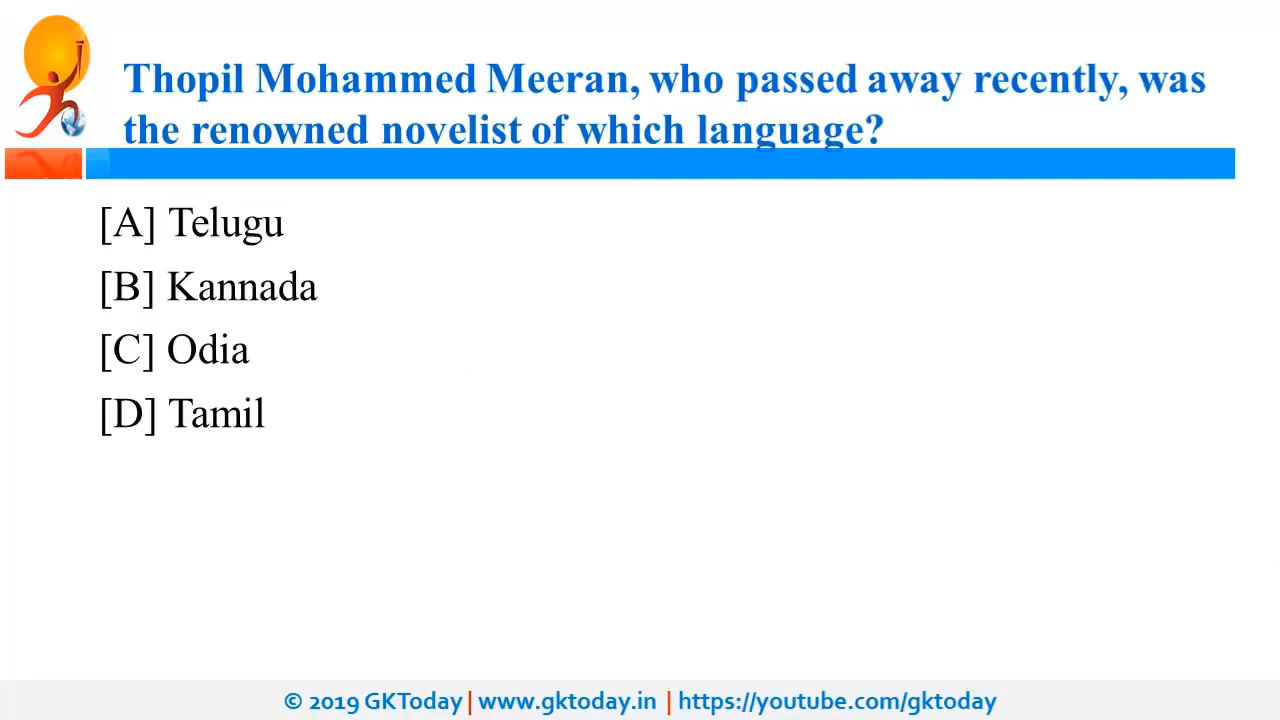 Thopil Mohammed Meeran, who passed away recently, was
the renowned novelist of which language?
[A] Telugu
[B] Kannada
[C] Odia
[D] Tamil
© 2019 GKToday | www.gktoday.in | https://youtube.com/gktoday